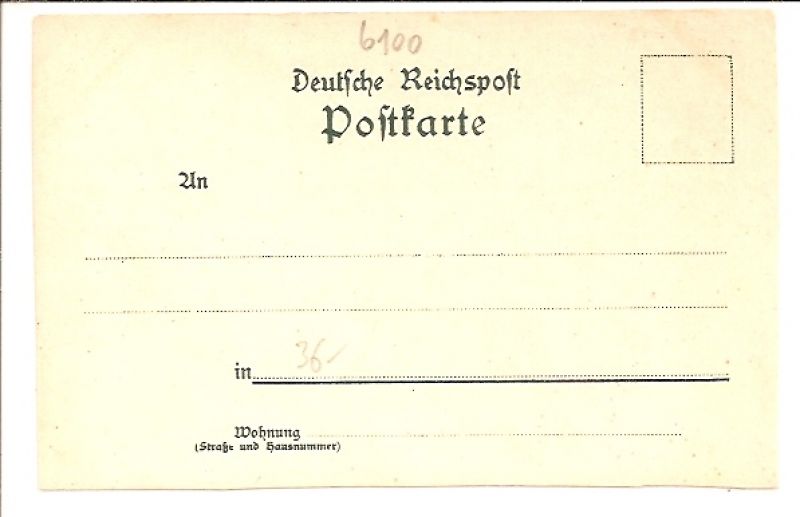 6100
Deutſche Reichspoſt
Poſtkarte
An
36-
in
Wohnung
(Straße und Hausnummer)